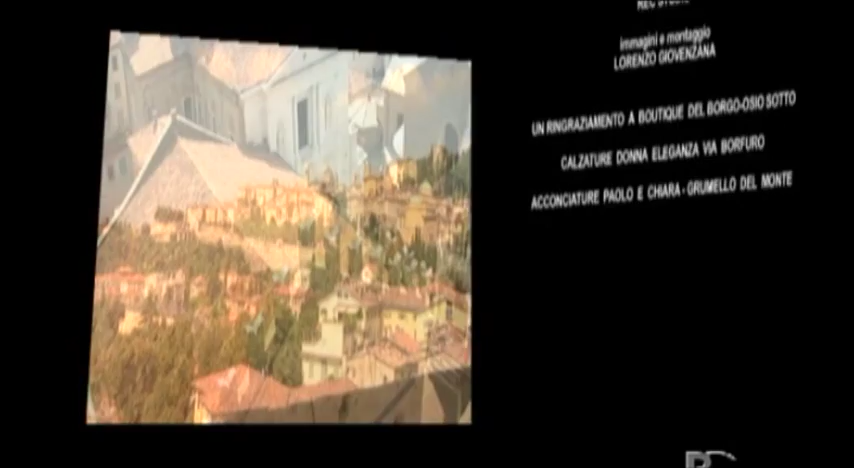 immagini e montaggio
LORENZO GIOVENZANA
UN RINGRAZIAMENTO A BOUTIQUE DEL BORGO-OSIO SOTTO
CALZATURE DONNA ELEGANZA VIA BORFURO
ACCONCIATURE PAOLO E CHIARA - GRUMELLO DEL MONTE